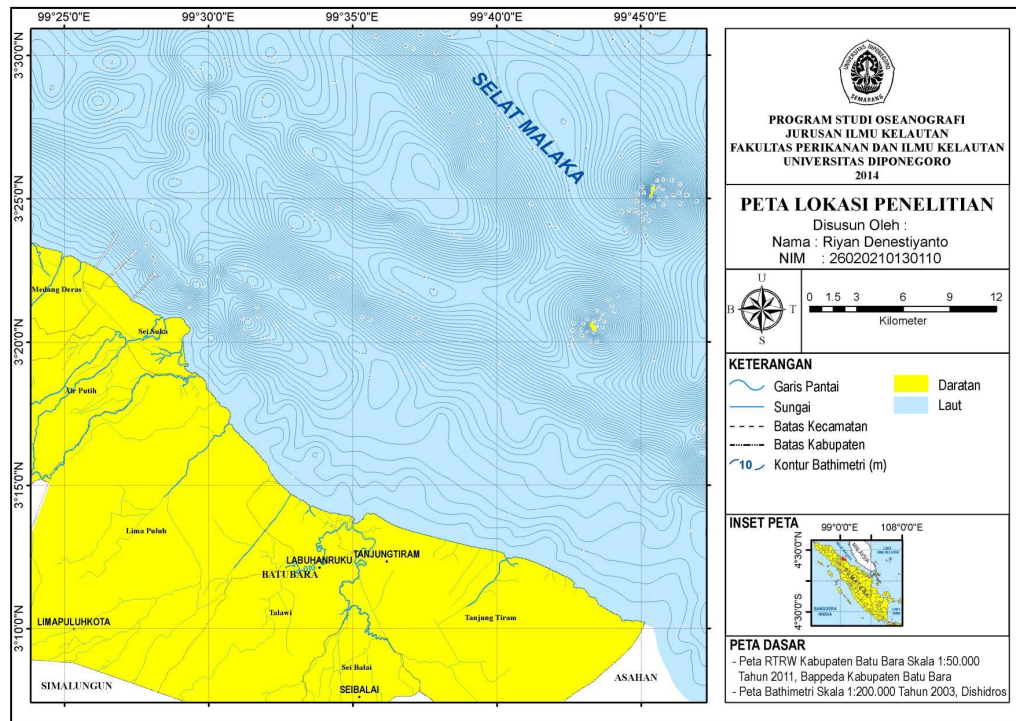 99°25'0"E
99°30'0"E
99°35'0"E
99°40'0"E
99°45'0"E
3°30'0"N
3°25'0"N
3°20'0"N
3°15'0"N
3°10'0"N
SELAT MALAKA
Medang Deras
Sei Suka
Air Putih
Lima Puluh
LABUHANRUKU
TANJUNGTIRAM
BATUBARA
Talawi
Tanjung Tiram
LIMAPULUHKOTA
Sei Balai
SEIBALAI
SIMALUNGUN
ASAHAN
UNIVERSITAS DIPONEGORO
SEMARANG
PROGRAM STUDI OSEANOGRAFI
JURUSAN ILMU KELAUTAN
FAKULTAS PERIKANAN DAN ILMU KELAUTAN
UNIVERSITAS DIPONEGORO
2014
PETA LOKASI PENELITIAN
Disusun Oleh :
Nama : Riyan Denestiyanto
NIM : 26020210130110
U
B T
S
0 1.5 3 6 9 12
Kilometer
KETERANGAN
Garis Pantai
Sungai
Batas Kecamatan
Batas Kabupaten
10 Kontur Bathimetri (m)
Daratan
Laut
INSET PETA
99°0'0"E 108°0'0"E
4°30'0"N
4°30'0"S
MALAYSIA
SUMATERA
SAMUDERA
PETA DASAR
- Peta RTRW Kabupaten Batu Bara Skala 1:50.000
Tahun 2011, Bappeda Kabupaten Batu Bara
- Peta Bathimetri Skala 1:200.000 Tahun 2003, Dishidros